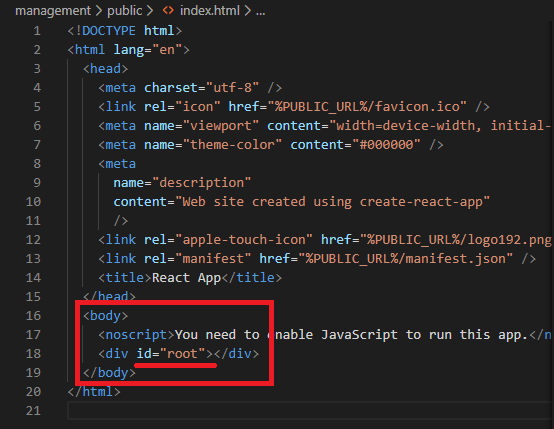 management > public > <> index.html > ...
1 <!DOCTYPE html>
2 <html lang="en">
3 <head>
4 <meta charset="utf-8" />
5 <link rel="icon" href="%PUBLIC_URL%/favicon.ico" />
6 <meta name="viewport" content="width=device-width, initial-
7 <meta name="theme-color" content="#000000" />
8 <meta
9 name="description"
10 content="Web site created using create-react-app"
11 />
12 <link rel="apple-touch-icon" href="%PUBLIC_URL%/logo192.png
13 <link rel="manifest" href="%PUBLIC_URL%/manifest.json" />
14 <title>React App</title>
15 </head>
16 <body>
17 <noscript>You need to enable JavaScript to run this app.</n
18 <div id="root"></div>
19 </body>
20 </html>
21